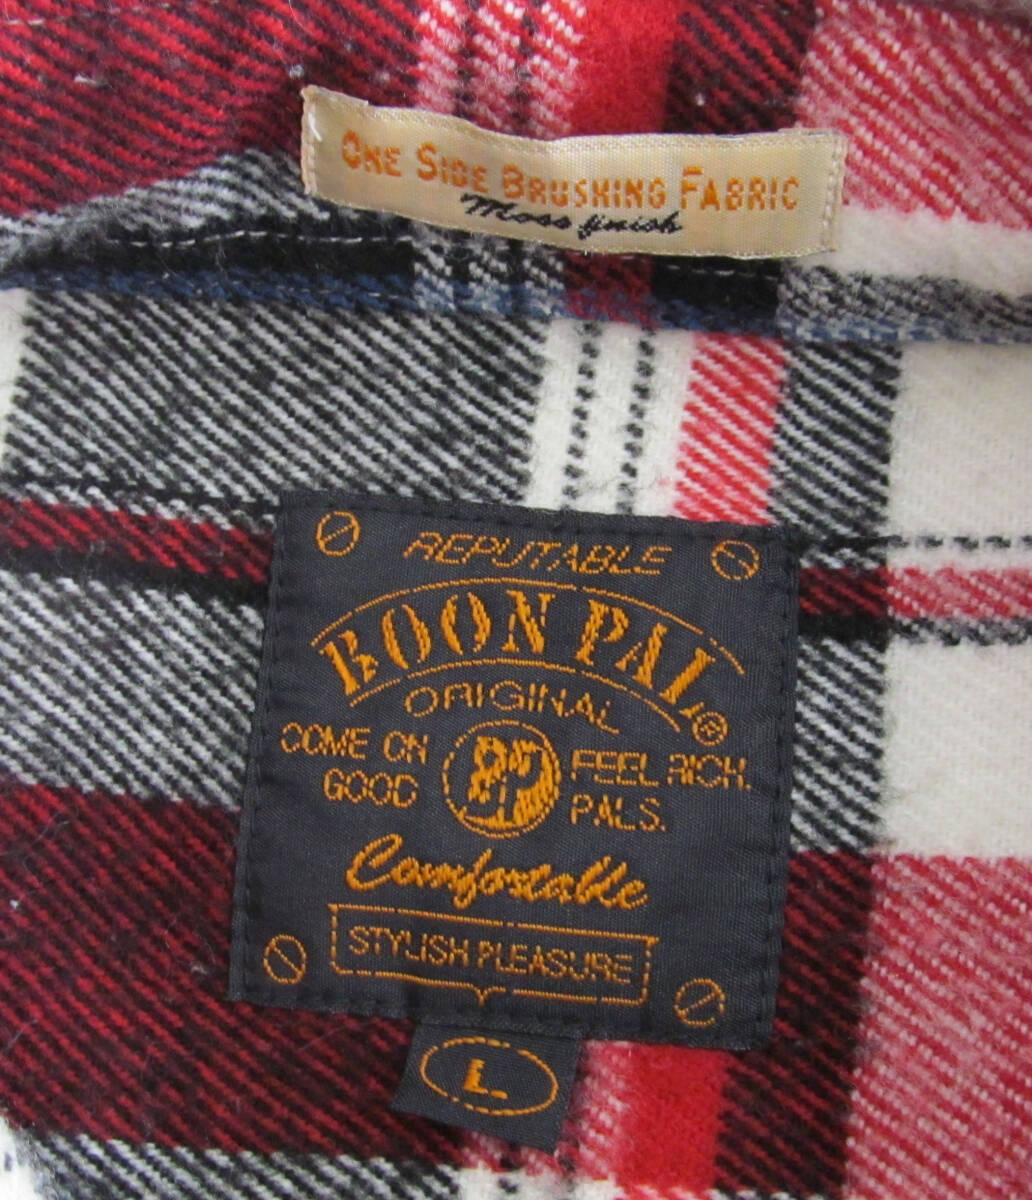 ONE SIDE BRUSHING FABRIC
Moss finish
REPUTABLE
BOON PAL®
ORIGINAL
COME ON GOOD
BP
FEEL RICH. PALS.
Comfortable
STYLISH PLEASURE
L.